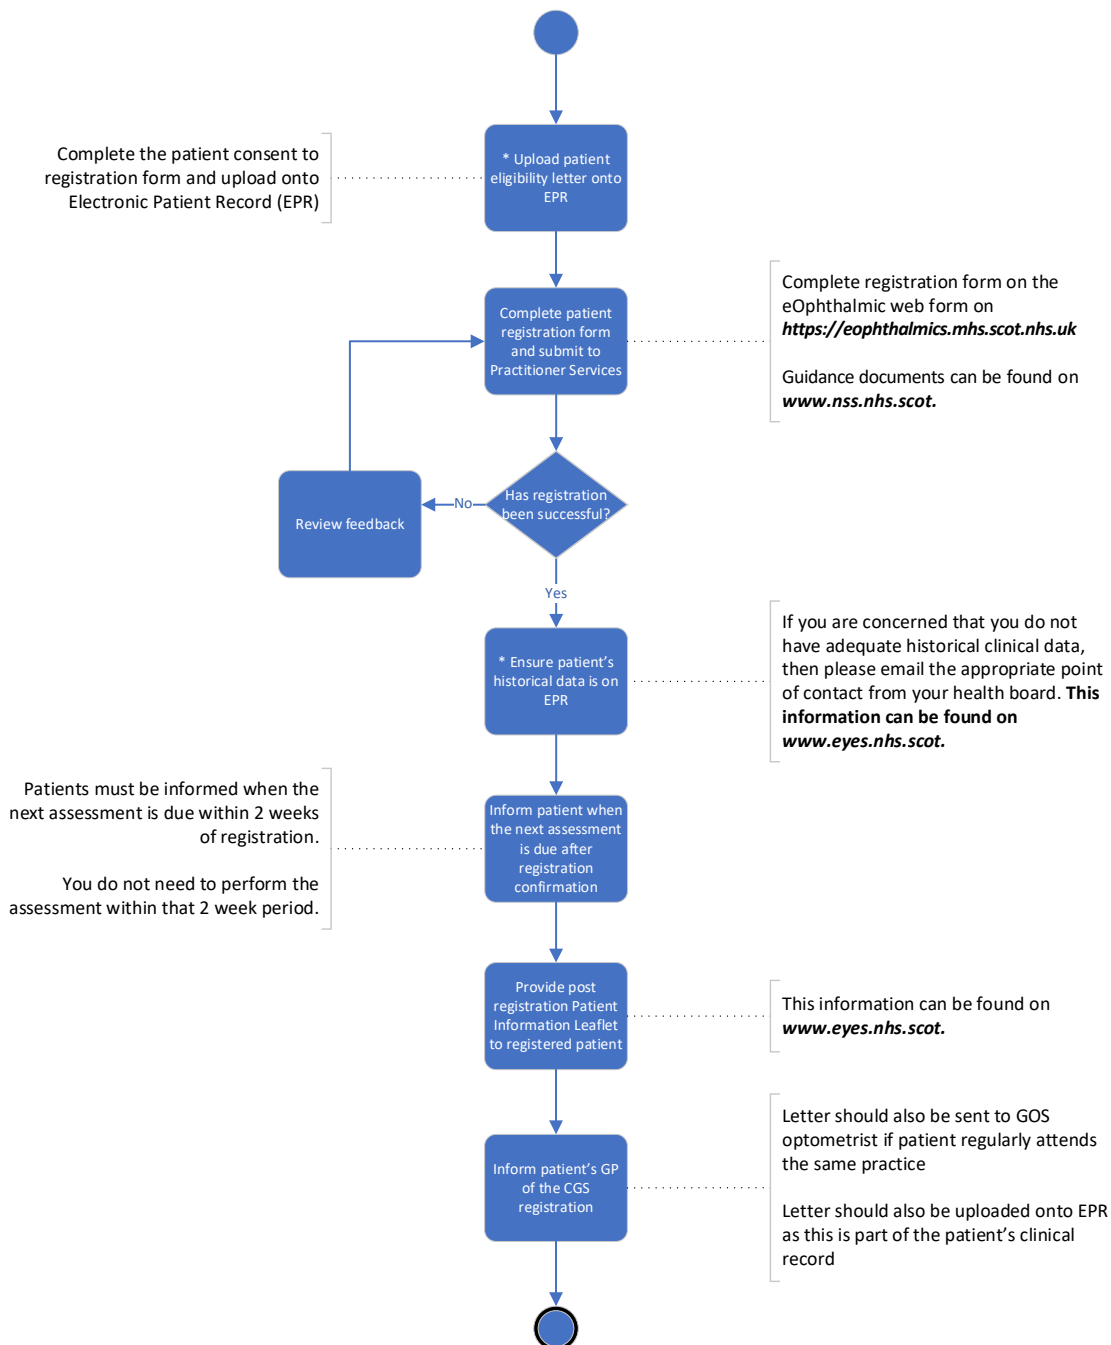 Complete the patient consent to
registration form and upload onto
Electronic Patient Record (EPR)
* Upload patient
eligibility letter onto
EPR
Complete patient
registration form
and submit to
Practitioner Services
Complete registration form on the
eOphthalmic web form on
https://eophthalmics.mhs.scot.nhs.uk
Guidance documents can be found on
www.nss.nhs.scot.
Has registration
been successful?
No
Review feedback
Yes
* Ensure patient's
historical data is on
EPR
If you are concerned that you do not
have adequate historical clinical data,
then please email the appropriate point
of contact from your health board. This
information can be found on
www.eyes.nhs.scot.
Patients must be informed when the
next assessment is due within 2 weeks
of registration.
You do not need to perform the
assessment within that 2 week period.
Inform patient when
the next assessment
is due after
registration
confirmation
Provide post
registration Patient
Information Leaflet
to registered patient
This information can be found on
www.eyes.nhs.scot.
Inform patient's GP
of the CGS
registration
Letter should also be sent to GOS
optometrist if patient regularly attends
the same practice
Letter should also be uploaded onto EPR
as this is part of the patient's clinical
record